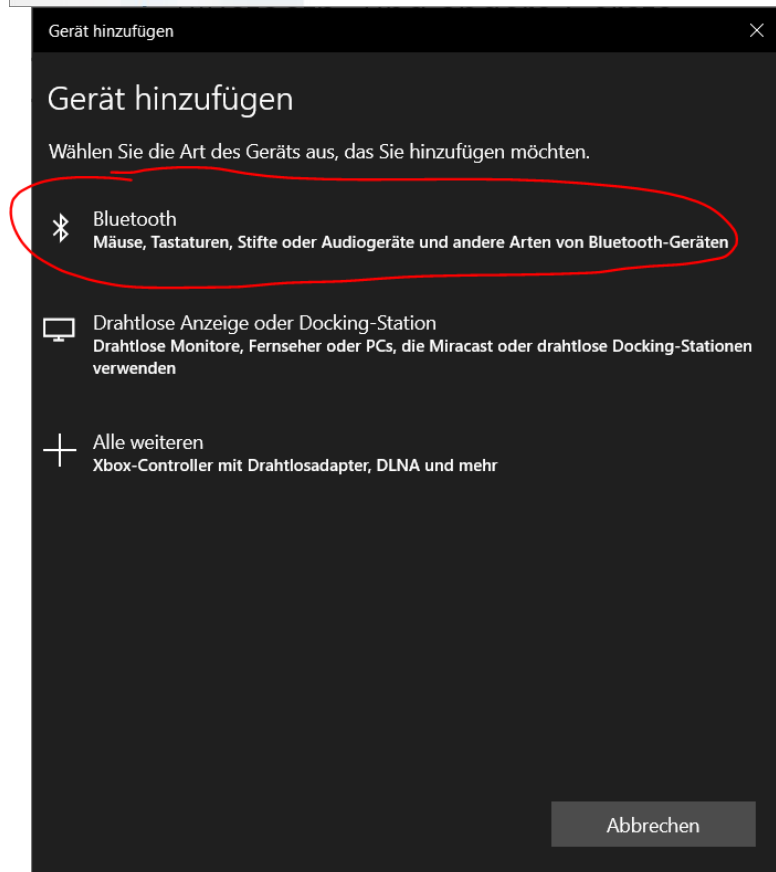 Gerät hinzufügen
Gerät hinzufügen
Wählen Sie die Art des Geräts aus, das Sie hinzufügen möchten.
Bluetooth
Mäuse, Tastaturen, Stifte oder Audiogeräte und andere Arten von Bluetooth-Geräten
Drahtlose Anzeige oder Docking-Station
Drahtlose Monitore, Fernseher oder PCs, die Miracast oder drahtlose Docking-Stationen
verwenden
Alle weiteren
Xbox-Controller mit Drahtlosadapter, DLNA und mehr
Abbrechen